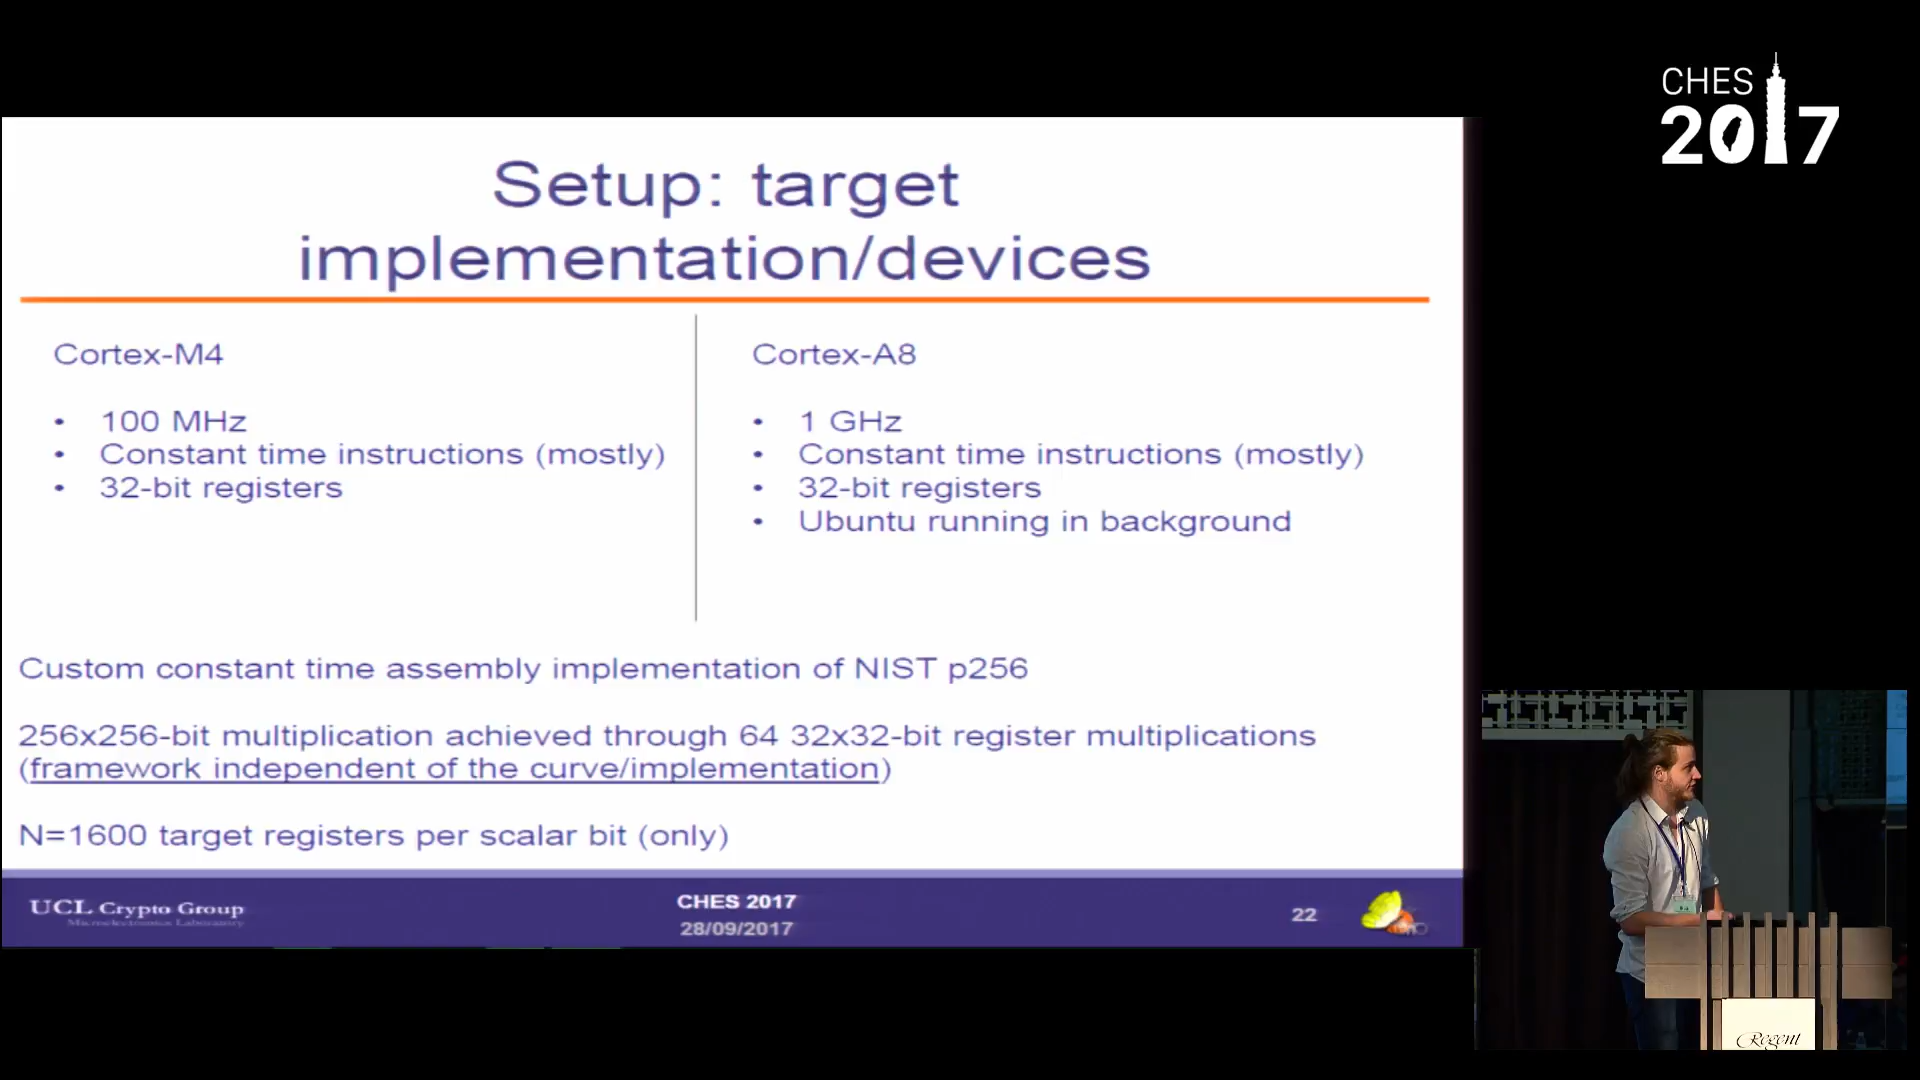 CHES
2017
Setup: target
implementation/devices
Cortex-M4
• 100 MHz
• Constant time instructions (mostly)
• 32-bit registers
Cortex-A8
• 1 GHz
• Constant time instructions (mostly)
• 32-bit registers
• Ubuntu running in background
Custom constant time assembly implementation of NIST p256
256x256-bit multiplication achieved through 64 32x32-bit register multiplications
(framework independent of the curve/implementation)
N=1600 target registers per scalar bit (only)
UCL Crypto Group
Microelectronics Laboratory
CHES 2017
28/09/2017
22
Regent